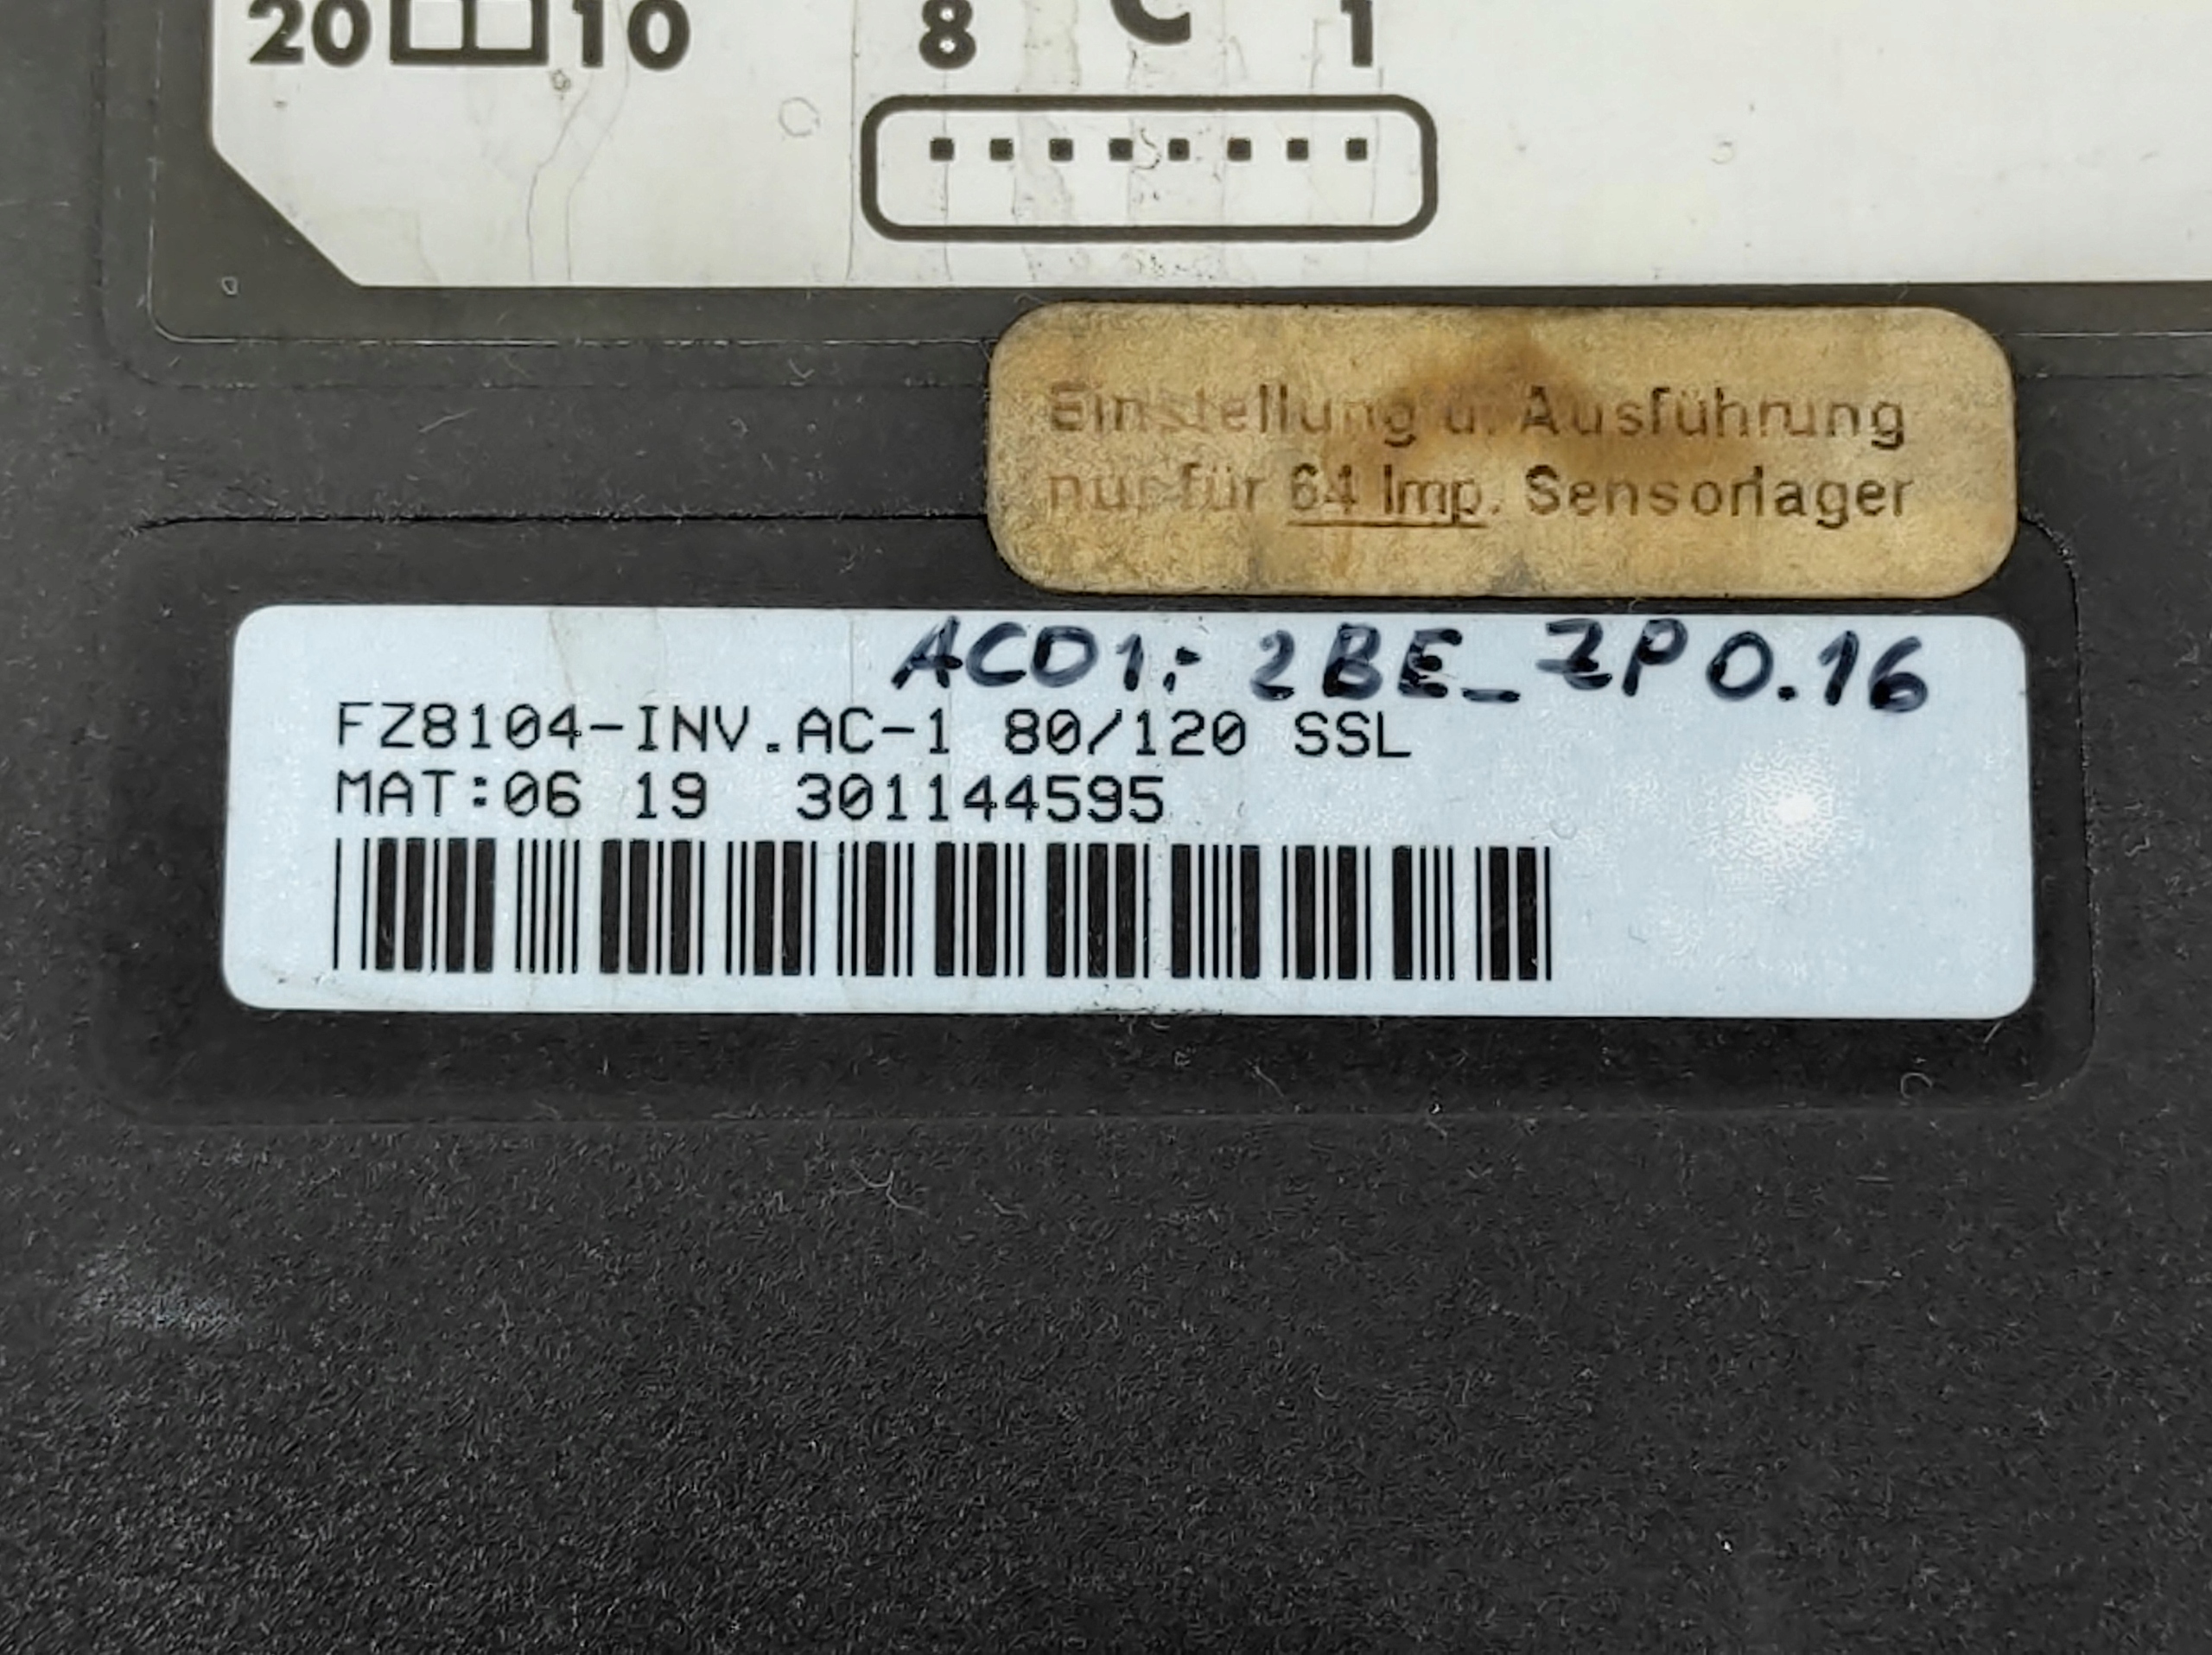 20 10 8 C 1
Einstellung u. Ausführung
nur für 64 Imp. Sensorlager
ACD1: 2BE_ZP0.16
FZ8104-INV.AC-1 80/120 SSL
MAT:06 19 301144595